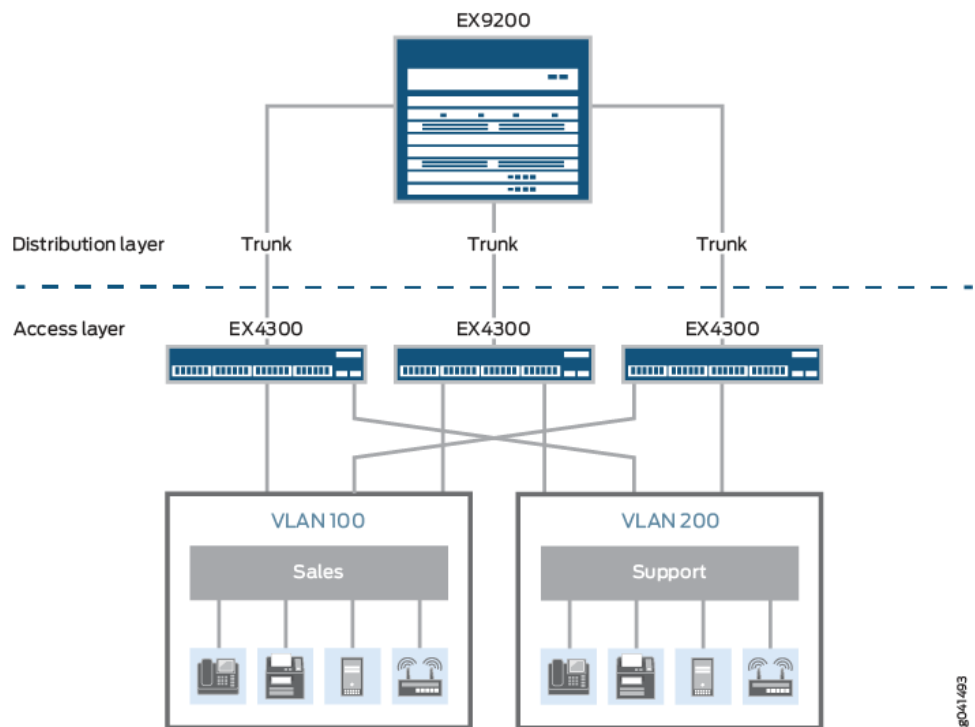 EX9200
Distribution layer
Trunk
Trunk
Trunk
Access layer
EX4300
EX4300
EX4300
VLAN 100
VLAN 200
Sales
Support
g041493